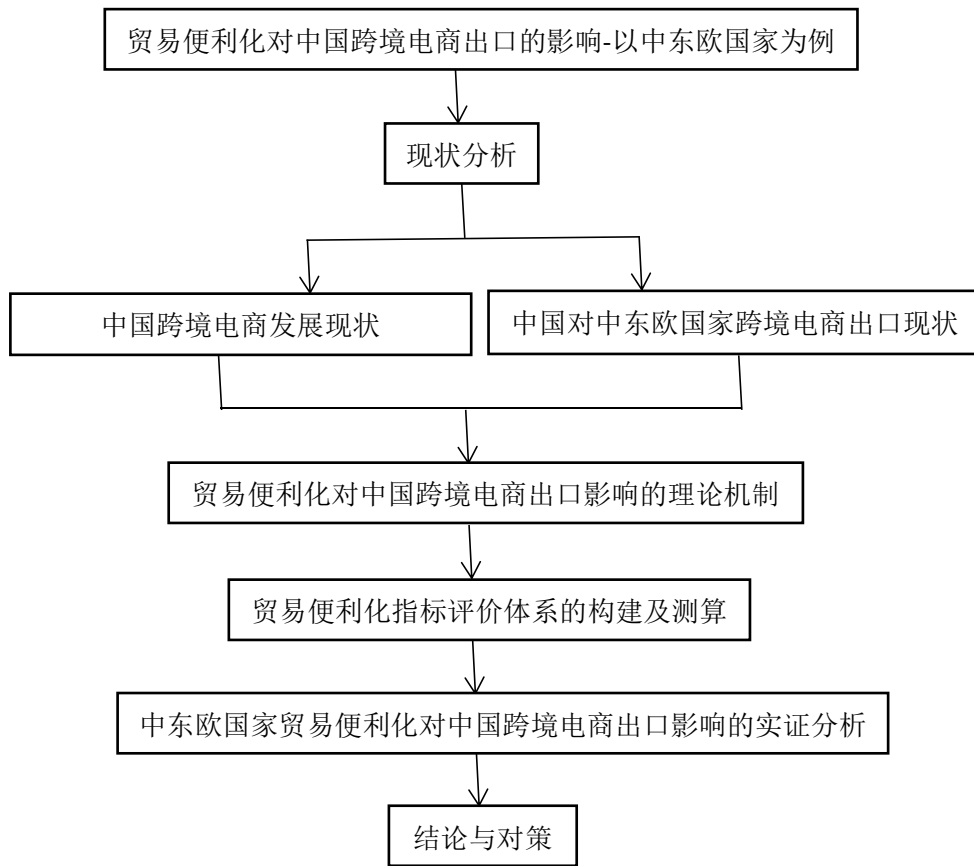 贸易便利化对中国跨境电商出口的影响-以中东欧国家为例
现状分析
中国跨境电商发展现状
中国对中东欧国家跨境电商出口现状
贸易便利化对中国跨境电商出口影响的理论机制
贸易便利化指标评价体系的构建及测算
中东欧国家贸易便利化对中国跨境电商出口影响的实证分析
结论与对策